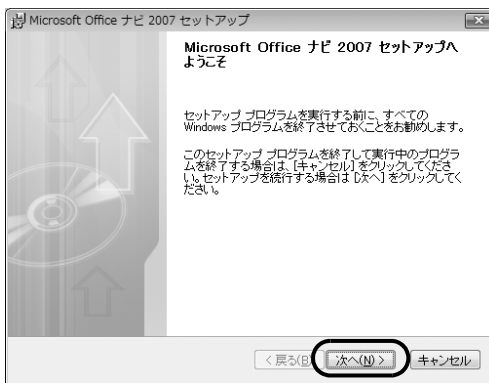 Microsoft Office ナビ 2007 セットアップ
Microsoft Office ナビ 2007 セットアップへ
ようこそ
セットアップ プログラムを実行する前に、すべての
Windows プログラムを終了させておくことをお勧めします。
このセットアップ プログラムを終了して実行中のプログラ
ムを終了する場合は、[キャンセル] をクリックしてくださ
い。セットアップを続行する場合は [次へ] をクリックしてく
ださい。
< 戻る(B)
次へ(N) >
キャンセル